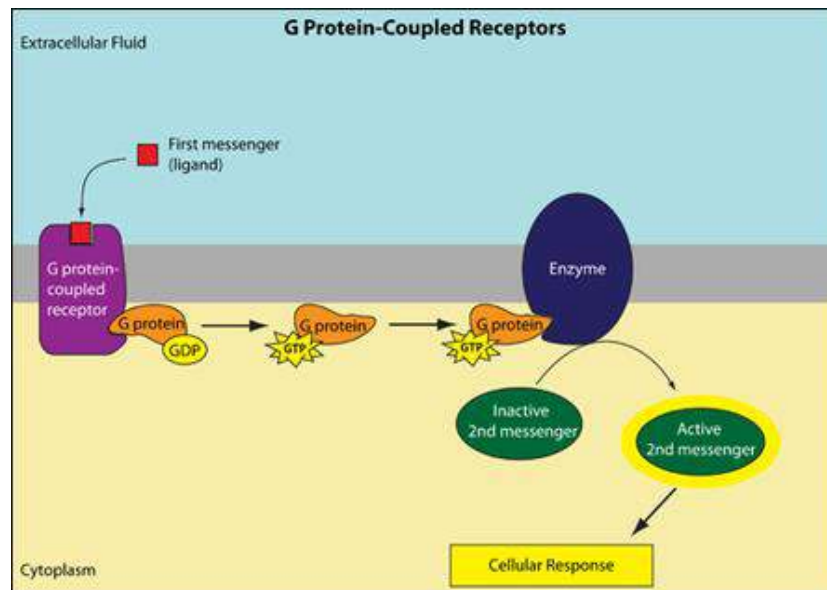 G Protein-Coupled Receptors
Extracellular Fluid
First messenger
(ligand)
G protein-
coupled
receptor
Enzyme
G protein
GDP
G protein
GTP
G protein
GTP
Inactive
2nd messenger
Active
2nd messenger
Cellular Response
Cytoplasm